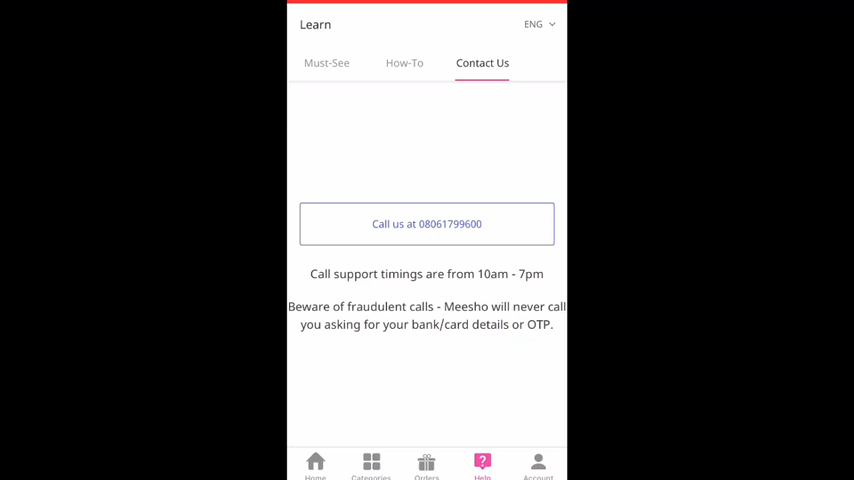 Learn
ENG
Must-See
How-To
Contact Us
Call us at 08061799600
Call support timings are from 10am - 7pm
Beware of fraudulent calls - Meesho will never call
you asking for your bank/card details or OTP.
Home
Categories
Orders
Help
Account